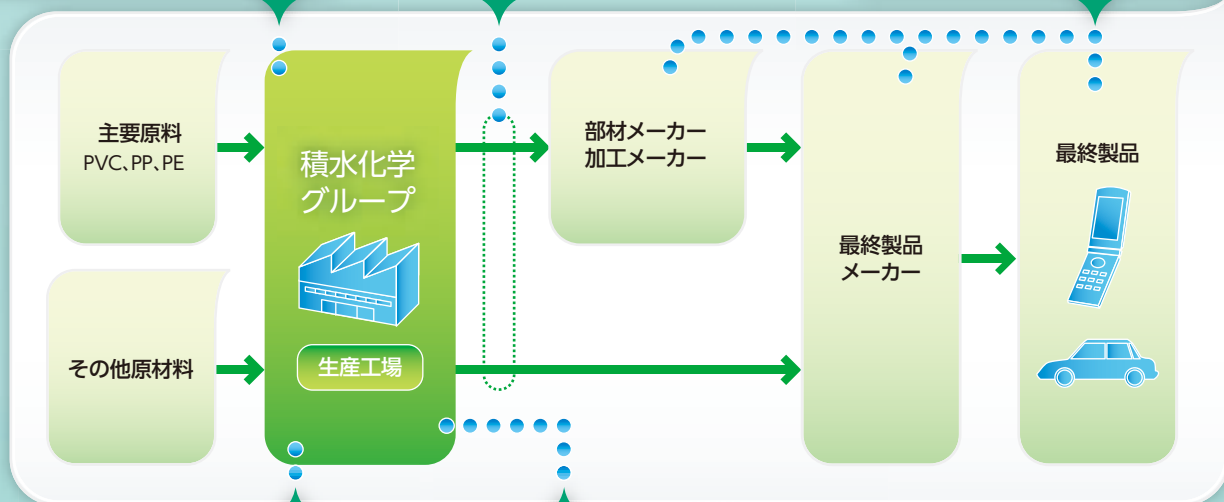 主要原料
PVC、PP、PE
その他原材料
積水化学
グループ
生産工場
部材メーカー
加工メーカー
最終製品
メーカー
最終製品